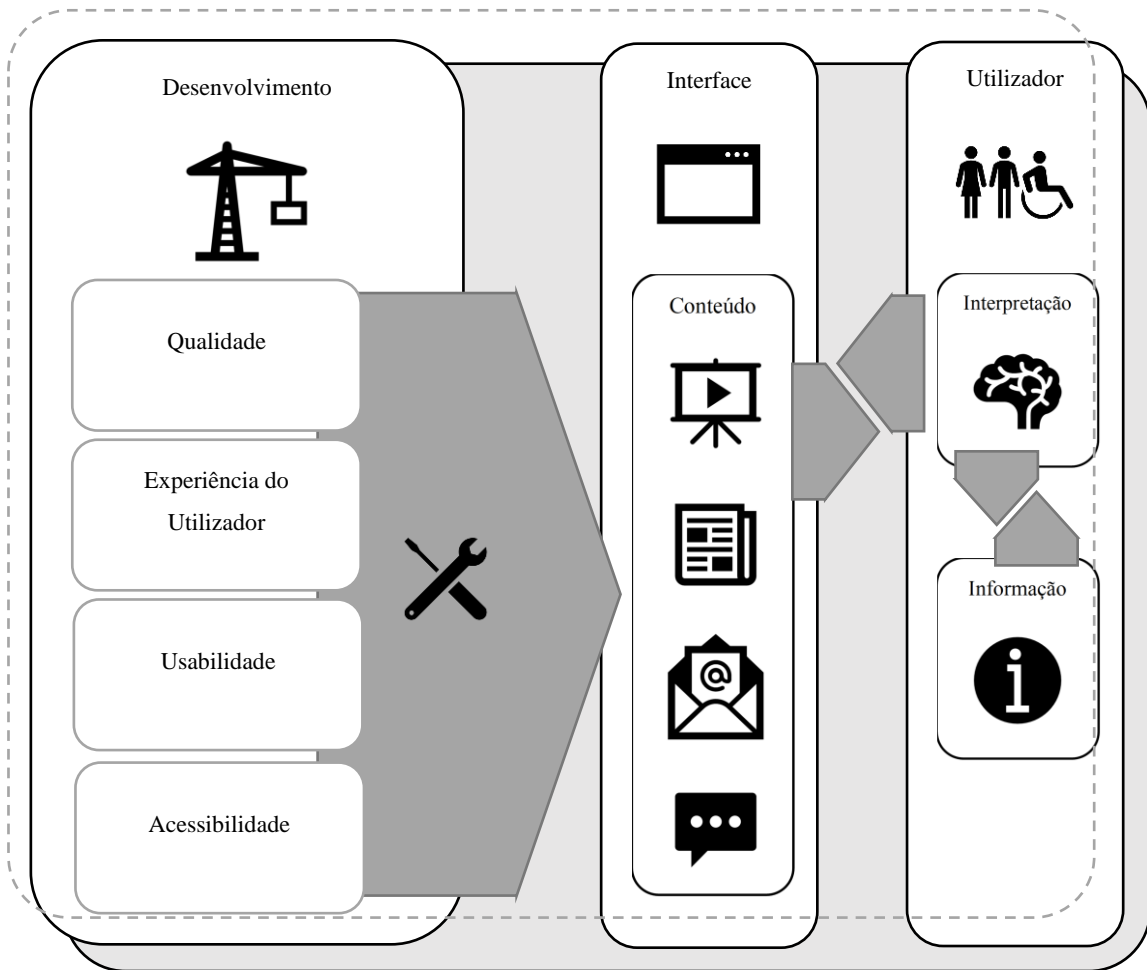 Desenvolvimento
Qualidade
Experiência do
Utilizador
Usabilidade
Acessibilidade
Interface
Conteúdo
@
Utilizador
Interpretação
Informação
i